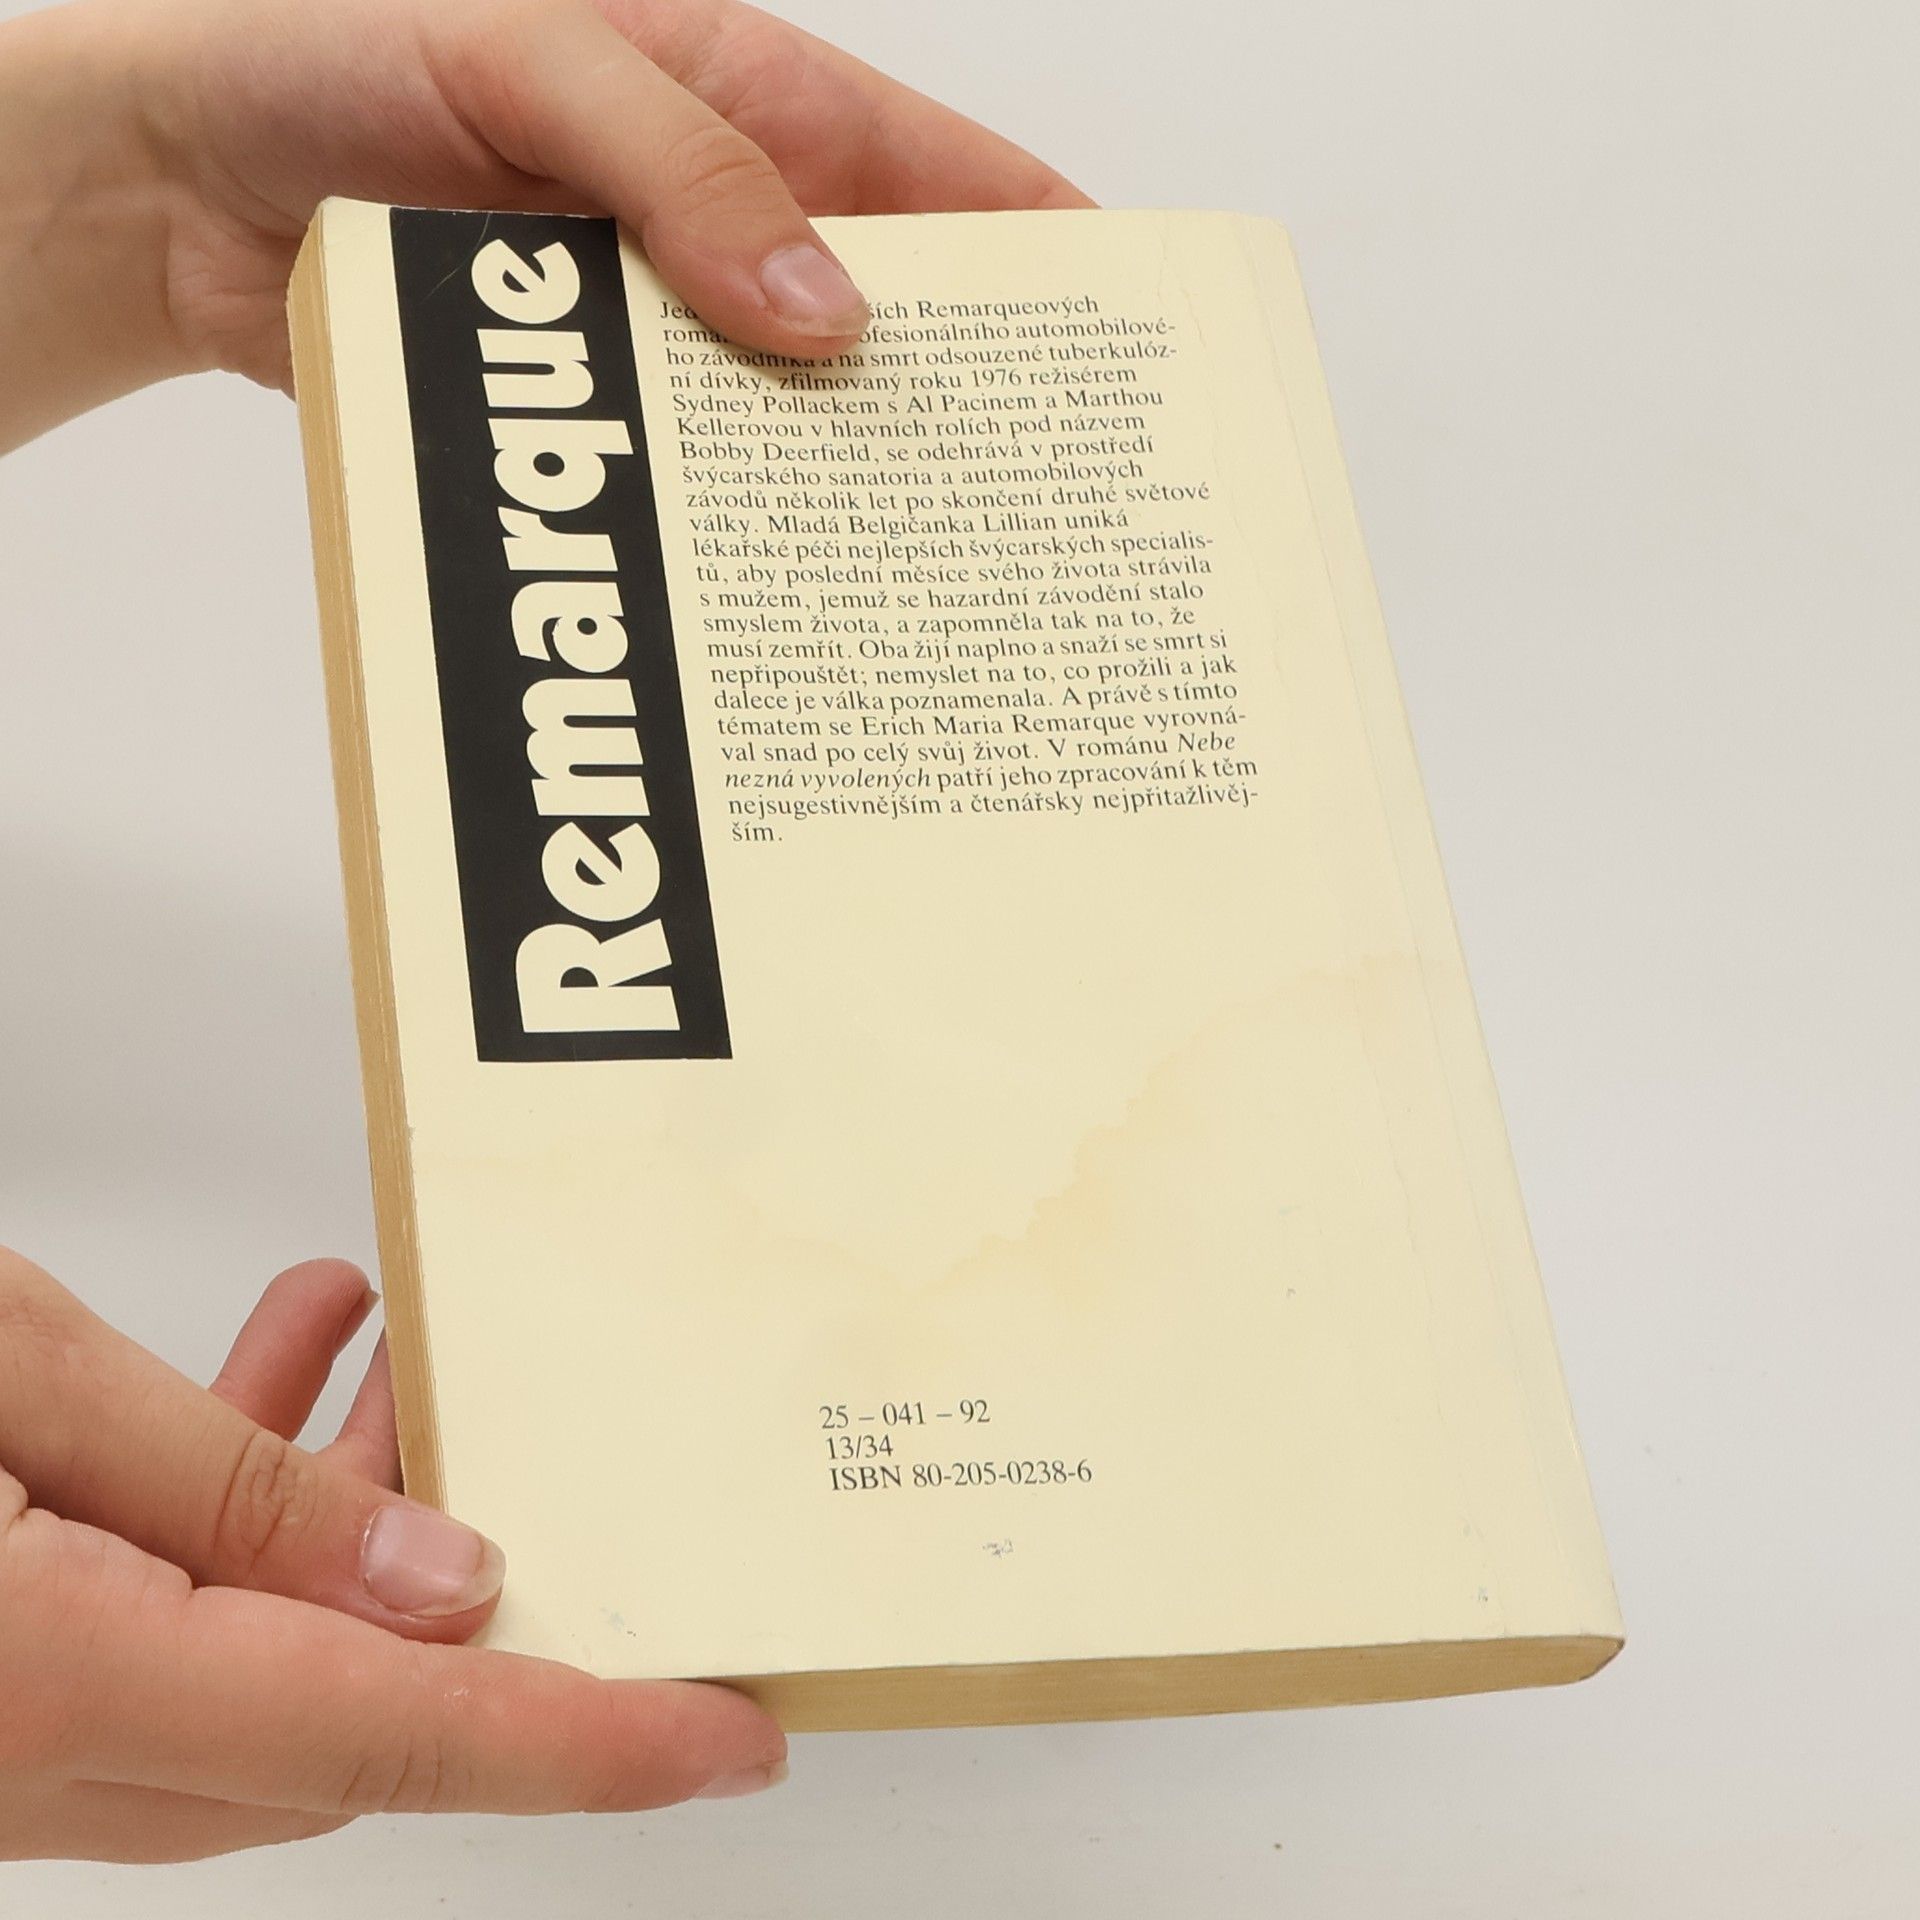 Remarque
ších Remarqueových
ofesionálního automobilové-
ho závodníka a na smrt odsouzené tuberkulóz-
ní dívky, zfilmovaný roku 1976 režisérem
Sydney Pollackem s Al Pacinem a Marthou
Kellerovou v hlavních rolích pod názvem
Bobby Deerfield, se odehrává v prostředí
švýcarského sanatoria a automobilových
závodů několik let po skončení druhé světové
války. Mladá Belgičanka Lillian uniká
lékařské péči nejlepších švýcarských specialis-
tů, aby poslední měsíce svého života strávila
s mužem, jemuž se hazardní závodění stalo
smyslem života, a zapomněla tak na to, že
musí zemřít. Oba žijí naplno a snaží se smrt si
nepřipouštět; nemyslet na to, co prožili a jak
dalece je válka poznamenala. A právě s tímto
tématem se Erich Maria Remarque vyrovná-
val snad po celý svůj život. V románu Nebe
nezná vyvolených patří jeho zpracování k těm
nejsugestivnějším a čtenářsky nejpřitažlivěj-
ším.
25 – 041 – 92
13/34
ISBN 80-205-0238-6